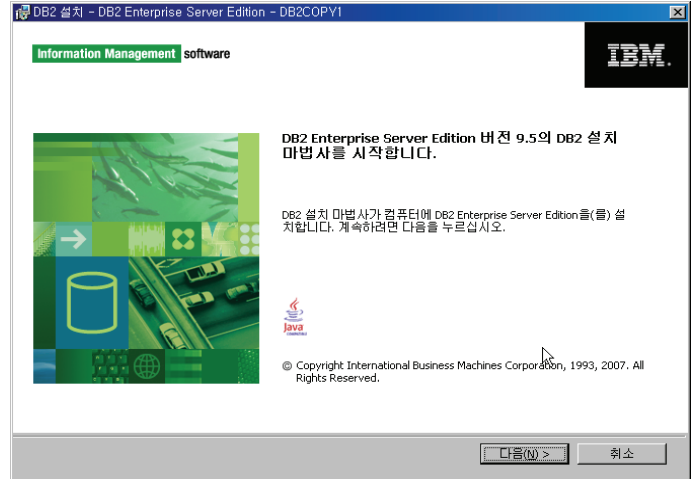 DB2 설치 - DB2 Enterprise Server Edition - DB2COPY1
Information Management software
IBM.
DB2 Enterprise Server Edition 버전 9.5의 DB2 설치
마법사를 시작합니다.
DB2 설치 마법사가 컴퓨터에 DB2 Enterprise Server Edition을(를) 설
치합니다. 계속하려면 다음을 누르십시오.
Java
COMPATIBLE
© Copyright International Business Machines Corporation, 1993, 2007. All
Rights Reserved.
다음(N) >
취소